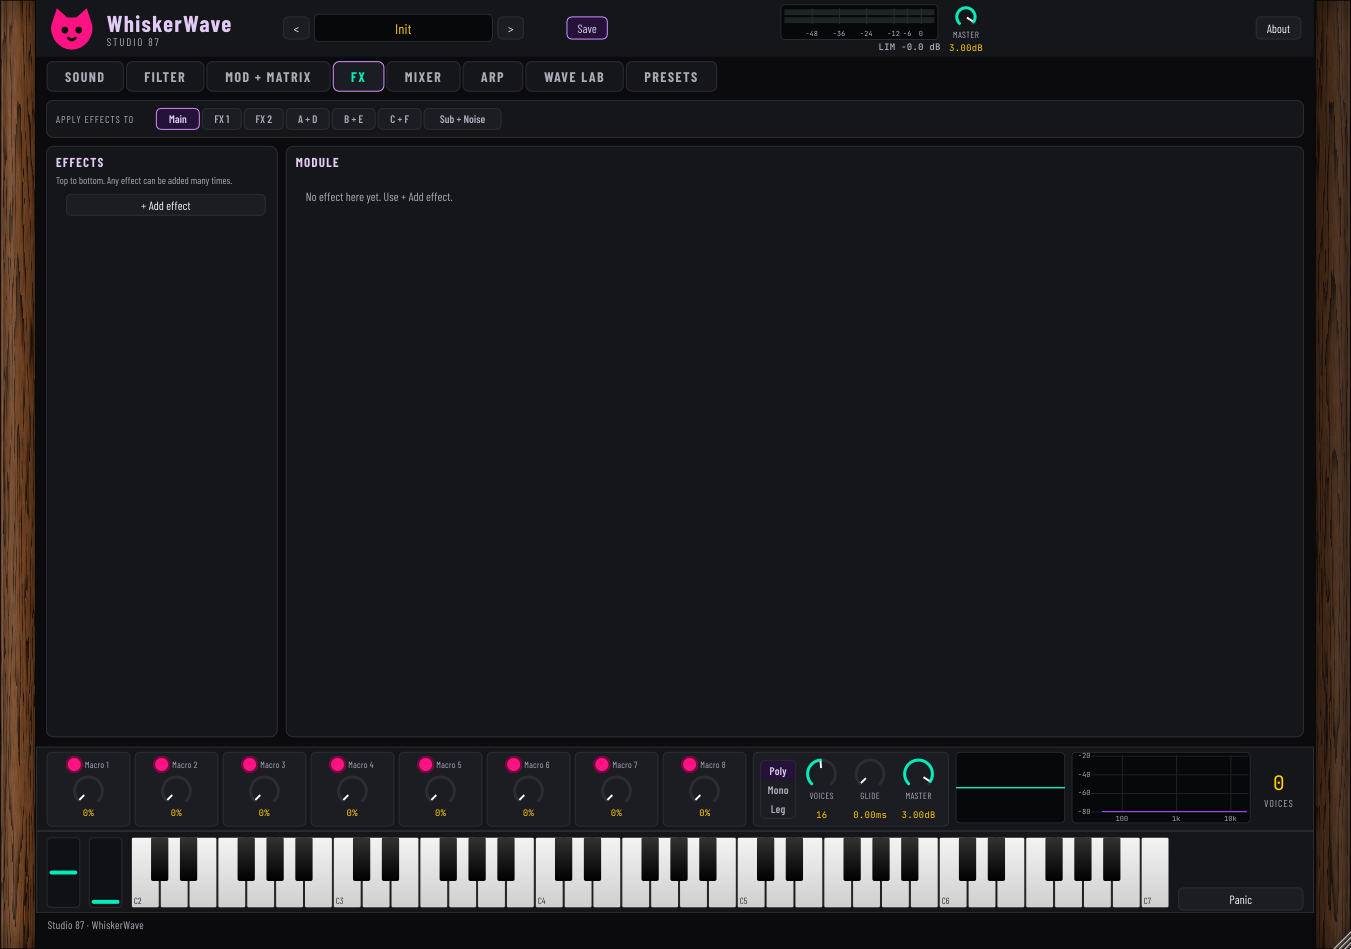 WhiskerWave
STUDIO 87
<
Init
>
Save
-48 -36 -24 -12 -6 0
LIM -0.0 dB
MASTER
3.00dB
About
SOUND
FILTER
MOD + MATRIX
FX
MIXER
ARP
WAVE LAB
PRESETS
APPLY EFFECTS TO
Main
FX 1
FX 2
A + D
B + E
C + F
Sub + Noise
EFFECTS
Top to bottom. Any effect can be added many times.
+ Add effect
MODULE
No effect here yet. Use + Add effect.
Macro 1
0%
Macro 2
0%
Macro 3
0%
Macro 4
0%
Macro 5
0%
Macro 6
0%
Macro 7
0%
Macro 8
0%
Poly
Mono
Leg
VOICES
16
GLIDE
0.00ms
MASTER
3.00dB
-20
-40
-60
-80
100 1k 10k
0
VOICES
C2 C3 C4 C5 C6 C7
Panic
Studio 87 · WhiskerWave